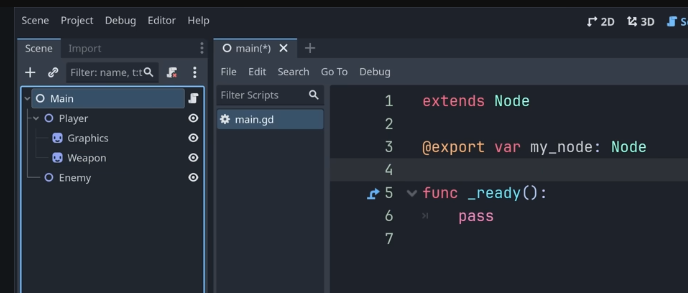 Scene Project Debug Editor Help
2D 3D
Scene Import
main(*)
Filter: name, t:t
File Edit Search Go To Debug
Main
Player
Graphics
Weapon
Enemy
Filter Scripts
main.gd
1 extends Node
2
3 @export var my_node: Node
4
5 func _ready():
6 pass
7